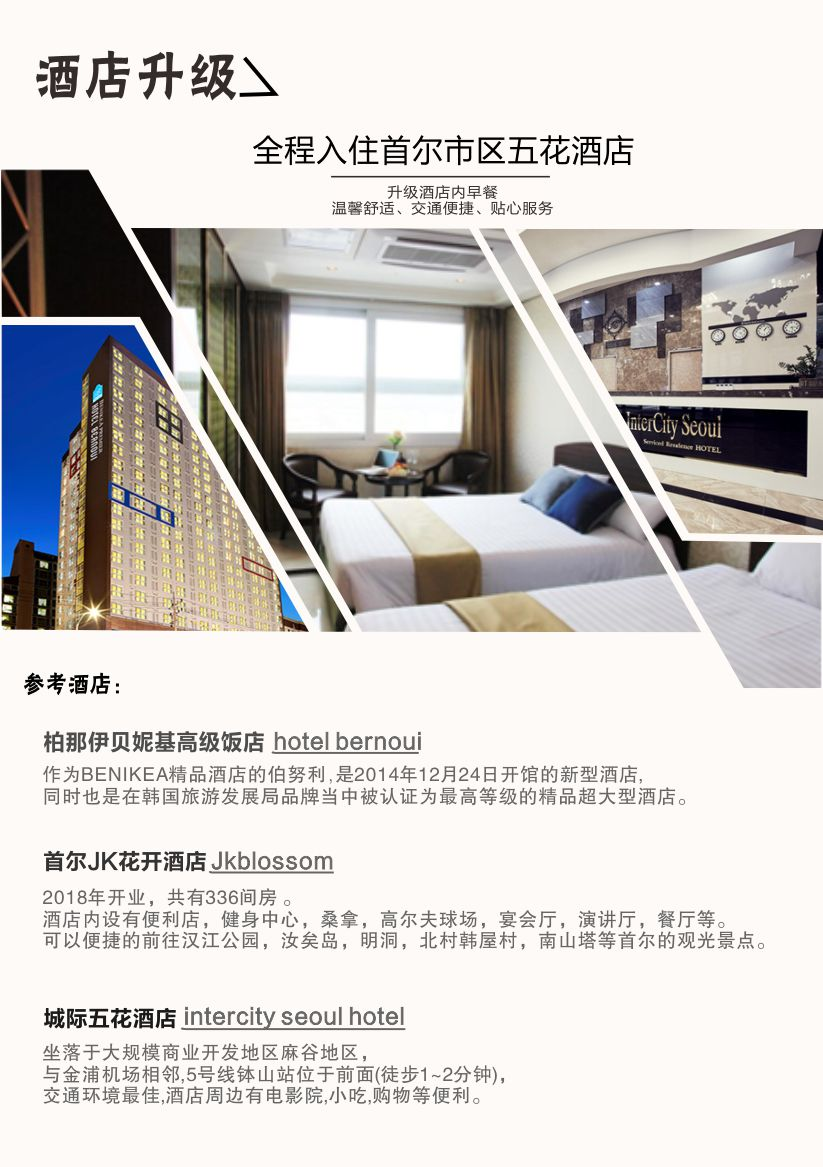 酒店升级
全程入住首尔市区五花酒店
升级酒店内早餐
温馨舒适、交通便捷、贴心服务
BENIKEA PREMIER
HOTEL BERNOUI
InterCity Seoul
Serviced Residence HOTEL
参考酒店：
柏那伊贝妮基高级饭店 hotel bernoui
作为BENIKEA精品酒店的伯努利,是2014年12月24日开馆的新型酒店,
同时也是在韩国旅游发展局品牌当中被认证为最高等级的精品超大型酒店。
首尔JK花开酒店 Jkblossom
2018年开业，共有336间房 。
酒店内设有便利店，健身中心，桑拿，高尔夫球场，宴会厅，演讲厅，餐厅等。
可以便捷的前往汉江公园，汝矣岛，明洞，北村韩屋村，南山塔等首尔的观光景点。
城际五花酒店 intercity seoul hotel
坐落于大规模商业开发地区麻谷地区，
与金浦机场相邻,5号线钵山站位于前面(徒步1~2分钟)，
交通环境最佳,酒店周边有电影院,小吃,购物等便利。